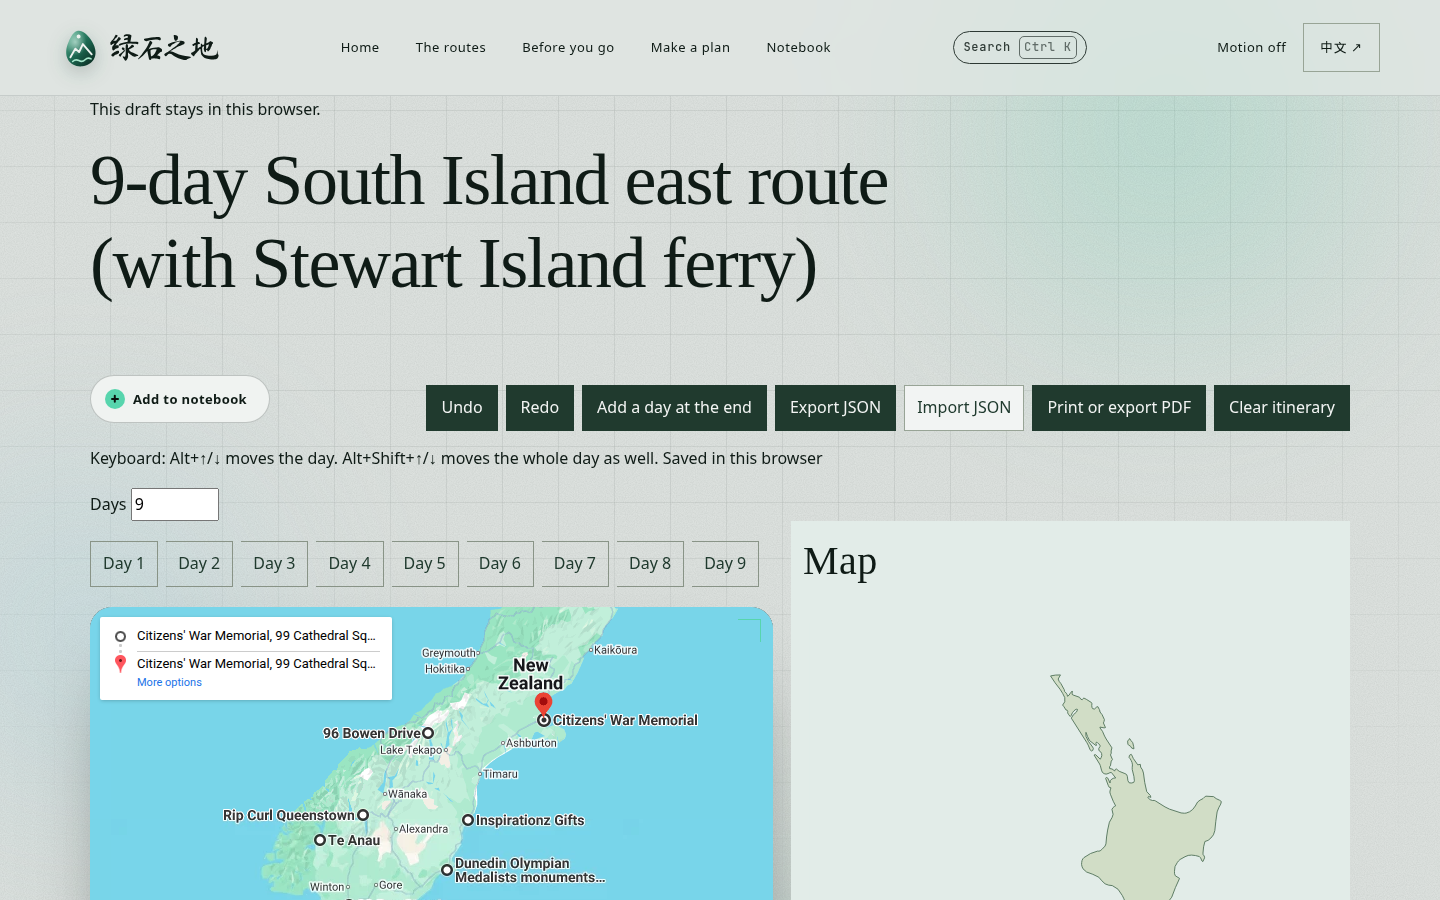 绿石之地
Home
The routes
Before you go
Make a plan
Notebook
Search Ctrl K
Motion off
中文 ↗
This draft stays in this browser.
9-day South Island east route
(with Stewart Island ferry)
Add to notebook
Undo
Redo
Add a day at the end
Export JSON
Import JSON
Print or export PDF
Clear itinerary
Keyboard: Alt+↑/↓ moves the day. Alt+Shift+↑/↓ moves the whole day as well. Saved in this browser
Days 9
Day 1
Day 2
Day 3
Day 4
Day 5
Day 6
Day 7
Day 8
Day 9
Citizens' War Memorial, 99 Cathedral Sq...
Citizens' War Memorial, 99 Cathedral Sq...
More options
Greymouth
Hokitika
Kaikōura
New
Zealand
Citizens' War Memorial
96 Bowen Drive
Lake Tekapo
Ashburton
Timaru
Wānaka
Rip Curl Queenstown
Inspirationz Gifts
Te Anau
Alexandra
Dunedin Olympian
Medalists monuments...
Winton
Gore
Map